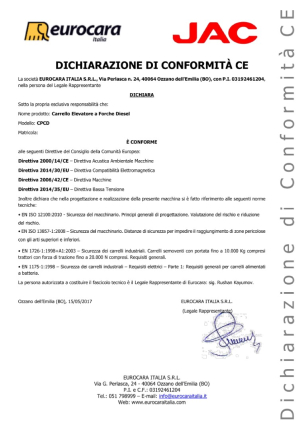 eurocara
Italia
JAC
DICHIARAZIONE DI CONFORMITÀ CE
La società EUROCARA ITALIA S.R.L., Via Perlasca n. 24, 40064 Ozzano dell'Emilia (BO), con P.I. 03192461204,
nella persona del Legale Rappresentante
DICHIARA
Sotto la propria esclusiva responsabilità che:
Nome prodotto: Carrello Elevatore a Forche Diesel
Modello: CPCD
Matricola:
È CONFORME
alle seguenti Direttive del Consiglio della Comunità Europea:
Direttiva 2000/14/CE – Direttiva Acustica Ambientale Macchine
Direttiva 2014/30/EU – Direttiva Compatibilità Elettromagnetica
Direttiva 2006/42/CE – Direttiva Macchine
Direttiva 2014/35/EU – Direttiva Bassa Tensione
Inoltre dichiara che nella progettazione e realizzazione della presente macchina si è fatto riferimento alle seguenti norme
tecniche:
• EN ISO 12100-2010 - Sicurezza del macchinario. Principi generali di progettazione. Valutazione del rischio e riduzione
del rischio.
• EN ISO 13857-1:2008 - Sicurezza del macchinario. Distanze di sicurezza per impedire il raggiungimento di zone pericolose
con gli arti superiori e inferiori.
• EN 1726-1:1998+A1:2003 – Sicurezza dei carrelli industriali. Carrelli semoventi con portata fino a 10.000 Kg compresi
trattori con forza di trazione fino a 20.000 N compresi. Requisiti generali.
• EN 1175-1:1998 – Sicurezza dei carrelli industriali – Requisiti elettrici – Parte 1: Requisiti generali per carrelli alimentati
a batteria.
La persona autorizzata a costituire il fascicolo tecnico è il Legale Rappresentante di Eurocara: sig. Rushan Kayumov.
Ozzano dell'Emilia (BO), 15/05/2017
EUROCARA ITALIA S.R.L.
(Legale Rappresentante)
EUROCARA ITALIA S.R.L.
Via G. Perlasca, 24 - 40064 Ozzano dell'Emilia (BO)
P.I. e C.F.: 03192461204
Tel.: 051 798999 – E-mail: info@eurocaraitalia.it
Web: www.eurocaraitalia.com
Dichiarazione di Conformità CE